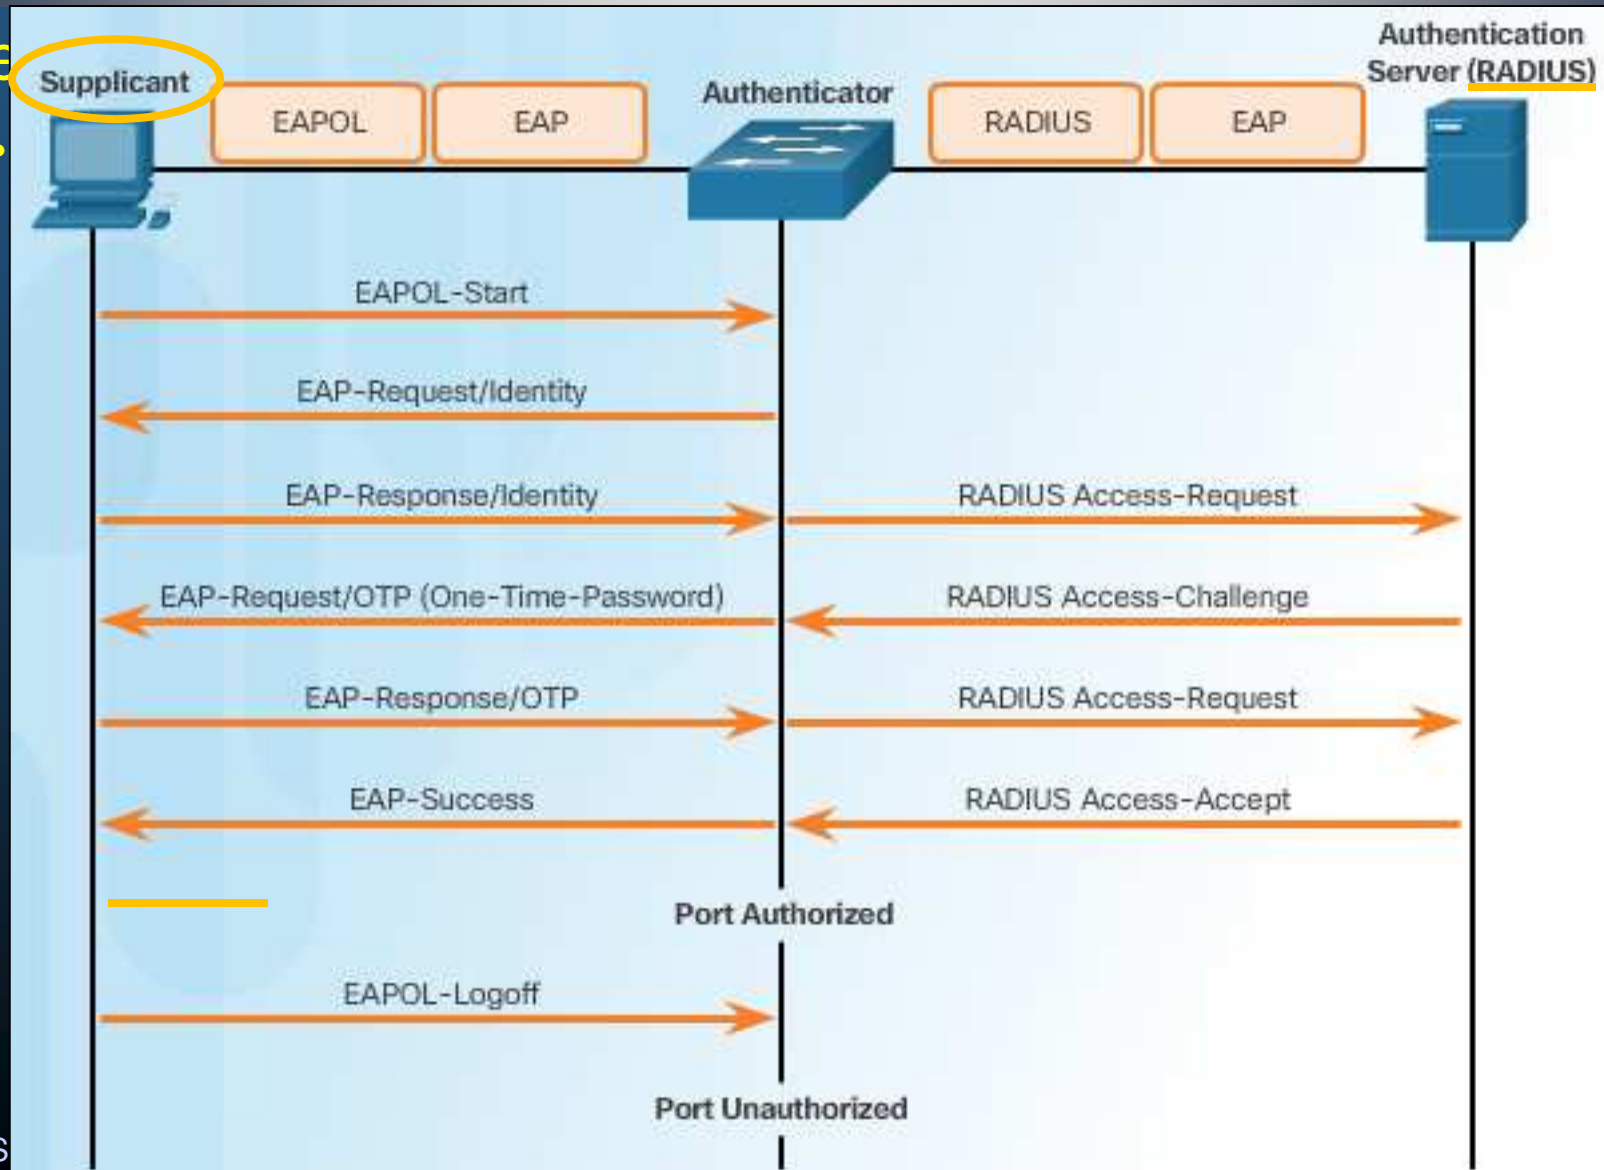 Authentication
Server (RADIUS)
Supplicant
Authenticator
EAPOL
EAP
RADIUS
EAP
EAPOL-Start
EAP-Request/Identity
EAP-Response/Identity
RADIUS Access-Request
EAP-Request/OTP (One-Time-Password)
RADIUS Access-Challenge
EAP-Response/OTP
RADIUS Access-Request
EAP-Success
RADIUS Access-Accept
Port Authorized
EAPOL-Logoff
Port Unauthorized